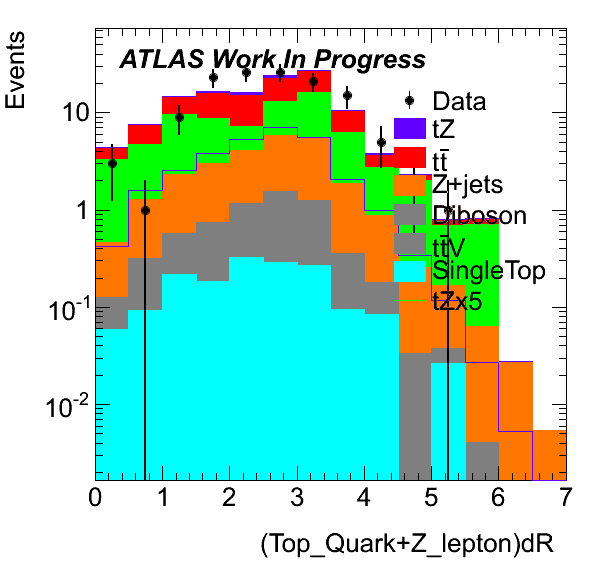 Events
ATLAS Work In Progress
Data
tZ
tt̄
Z+jets
Diboson
tt̄V
SingleTop
tZx5
10
1
10⁻¹
10⁻²
0 1 2 3 4 5 6 7
(Top_Quark+Z_lepton)dR